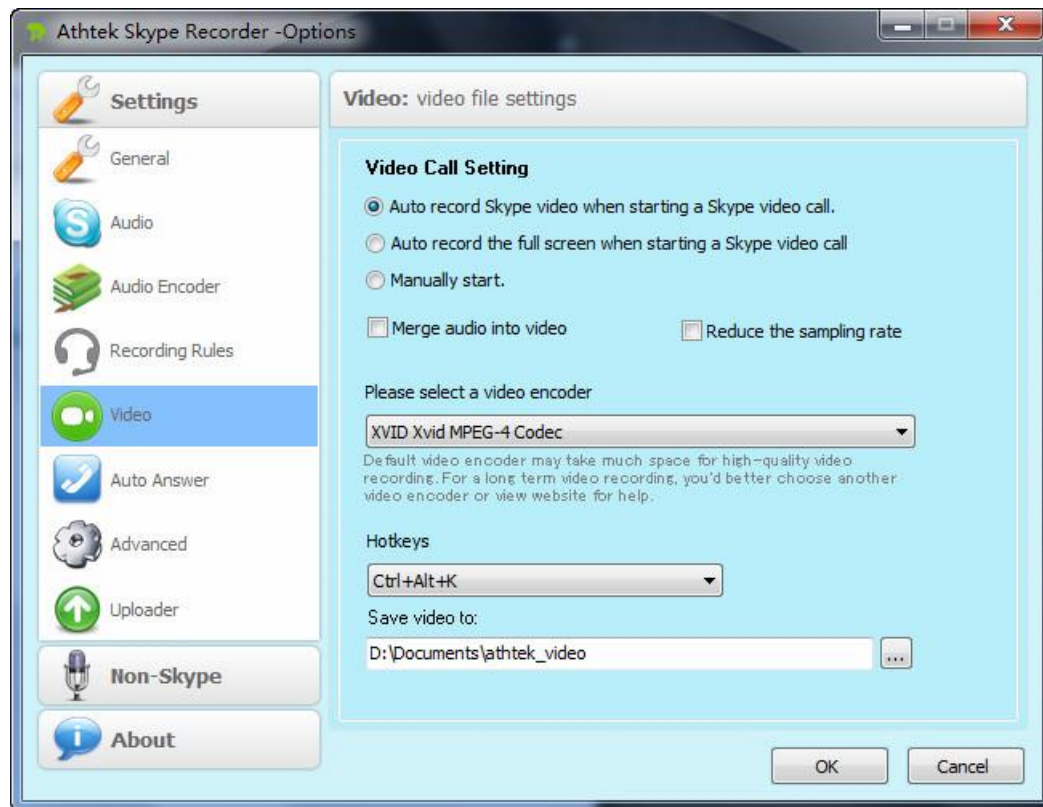 Athtek Skype Recorder -Options
Settings
General
Audio
Audio Encoder
Recording Rules
Video
Auto Answer
Advanced
Uploader
Non-Skype
About
Video: video file settings
Video Call Setting
Auto record Skype video when starting a Skype video call.
Auto record the full screen when starting a Skype video call
Manually start.
Merge audio into video
Reduce the sampling rate
Please select a video encoder
XVID Xvid MPEG-4 Codec
Default video encoder may take much space for high-quality video
recording.For a long term video recording, you'd better choose another
video encoder or view website for help.
Hotkeys
Ctrl+Alt+K
Save video to:
D:\Documents\athtek_video
...
OK
Cancel